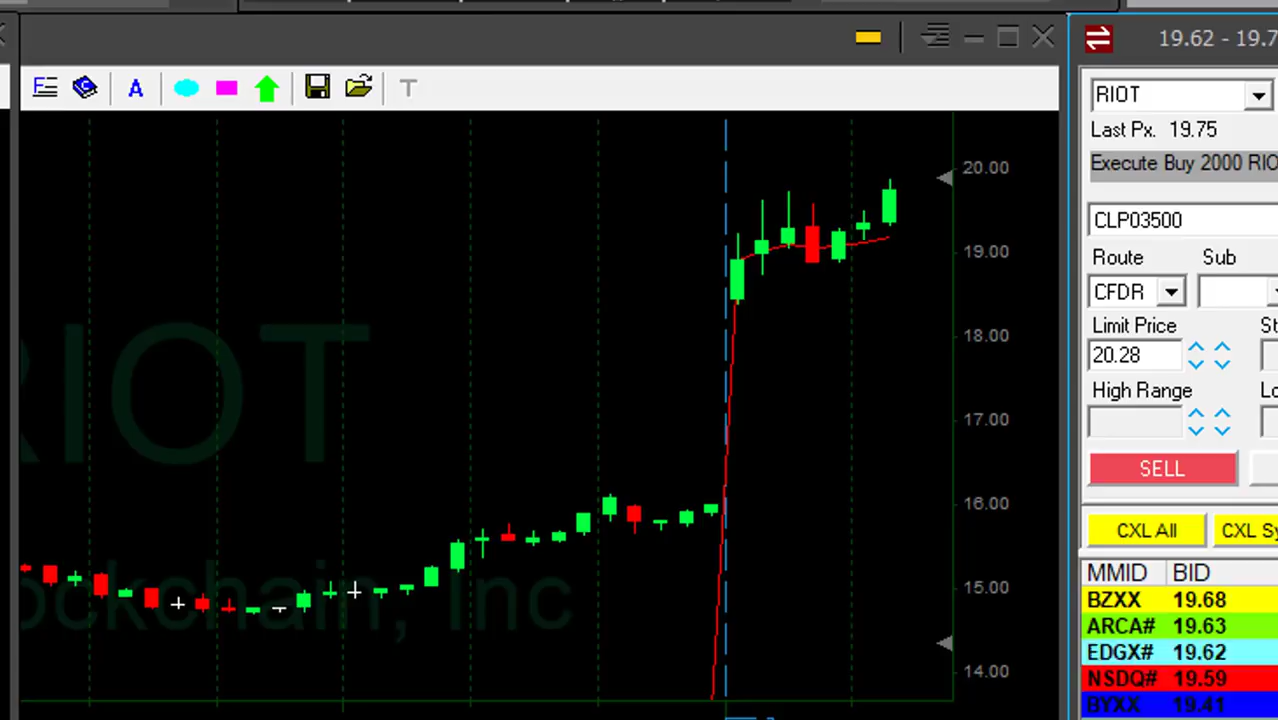 19.62 - 19.7
F A T
RIOT
Last Px. 19.75
Execute Buy 2000 RIO
CLP03500
Route Sub
CFDR
Limit Price St
20.28
High Range Lo
SELL
CXL All CXL Sy
MMID BID
BZXX 19.68
ARCA# 19.63
EDGX# 19.62
NSDQ# 19.59
BYXX 19.41
20.00
19.00
18.00
17.00
16.00
15.00
14.00
RIOT
ockchain, Inc